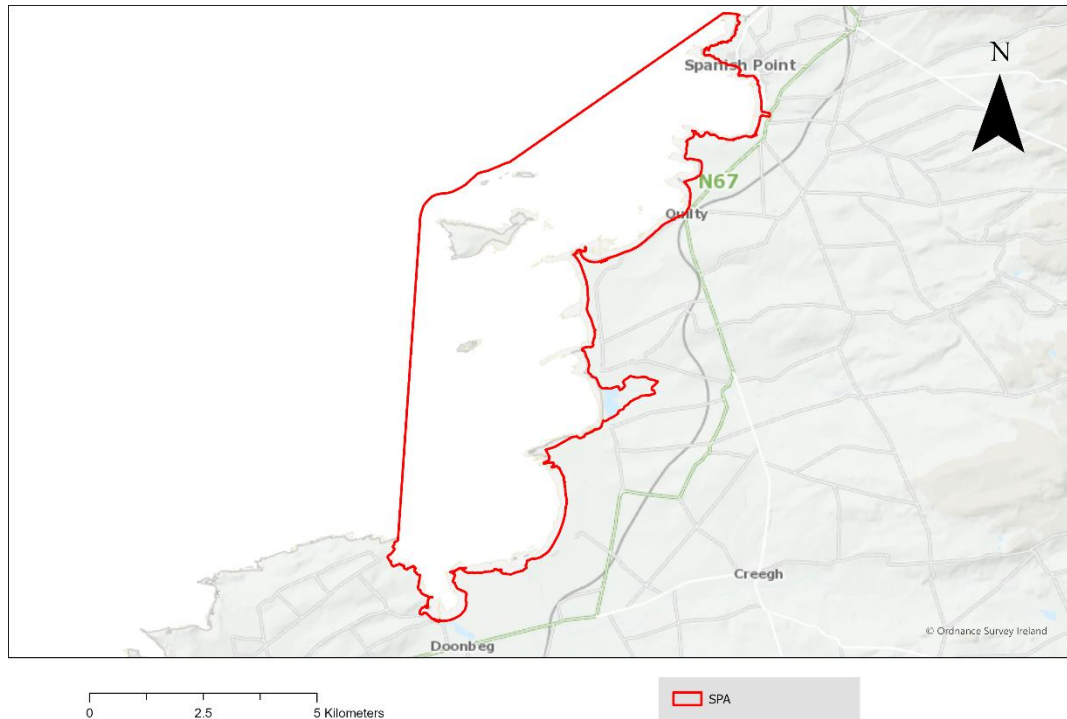 N
Spanish Point
N67
Quilty
Creegh
© Ordnance Survey Ireland
Doonbeg
0 2.5 5 Kilometers
SPA